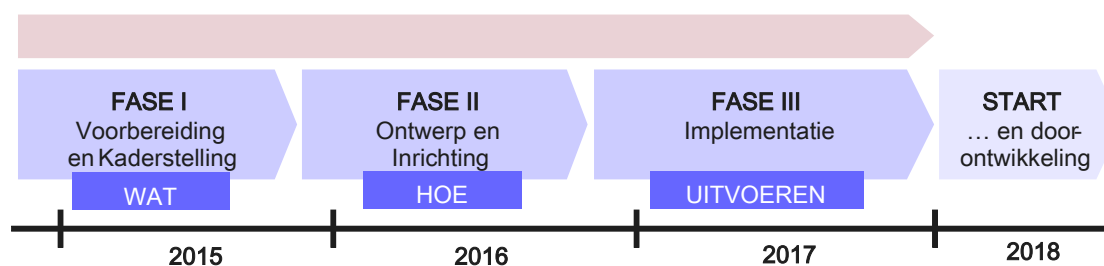 FASE I
Voorbereiding
en Kaderstelling
WAT
FASE II
Ontwerp en
Inrichting
HOE
FASE III
Implementatie
UITVOEREN
START
… en door-
ontwikkeling
2015
2016
2017
2018